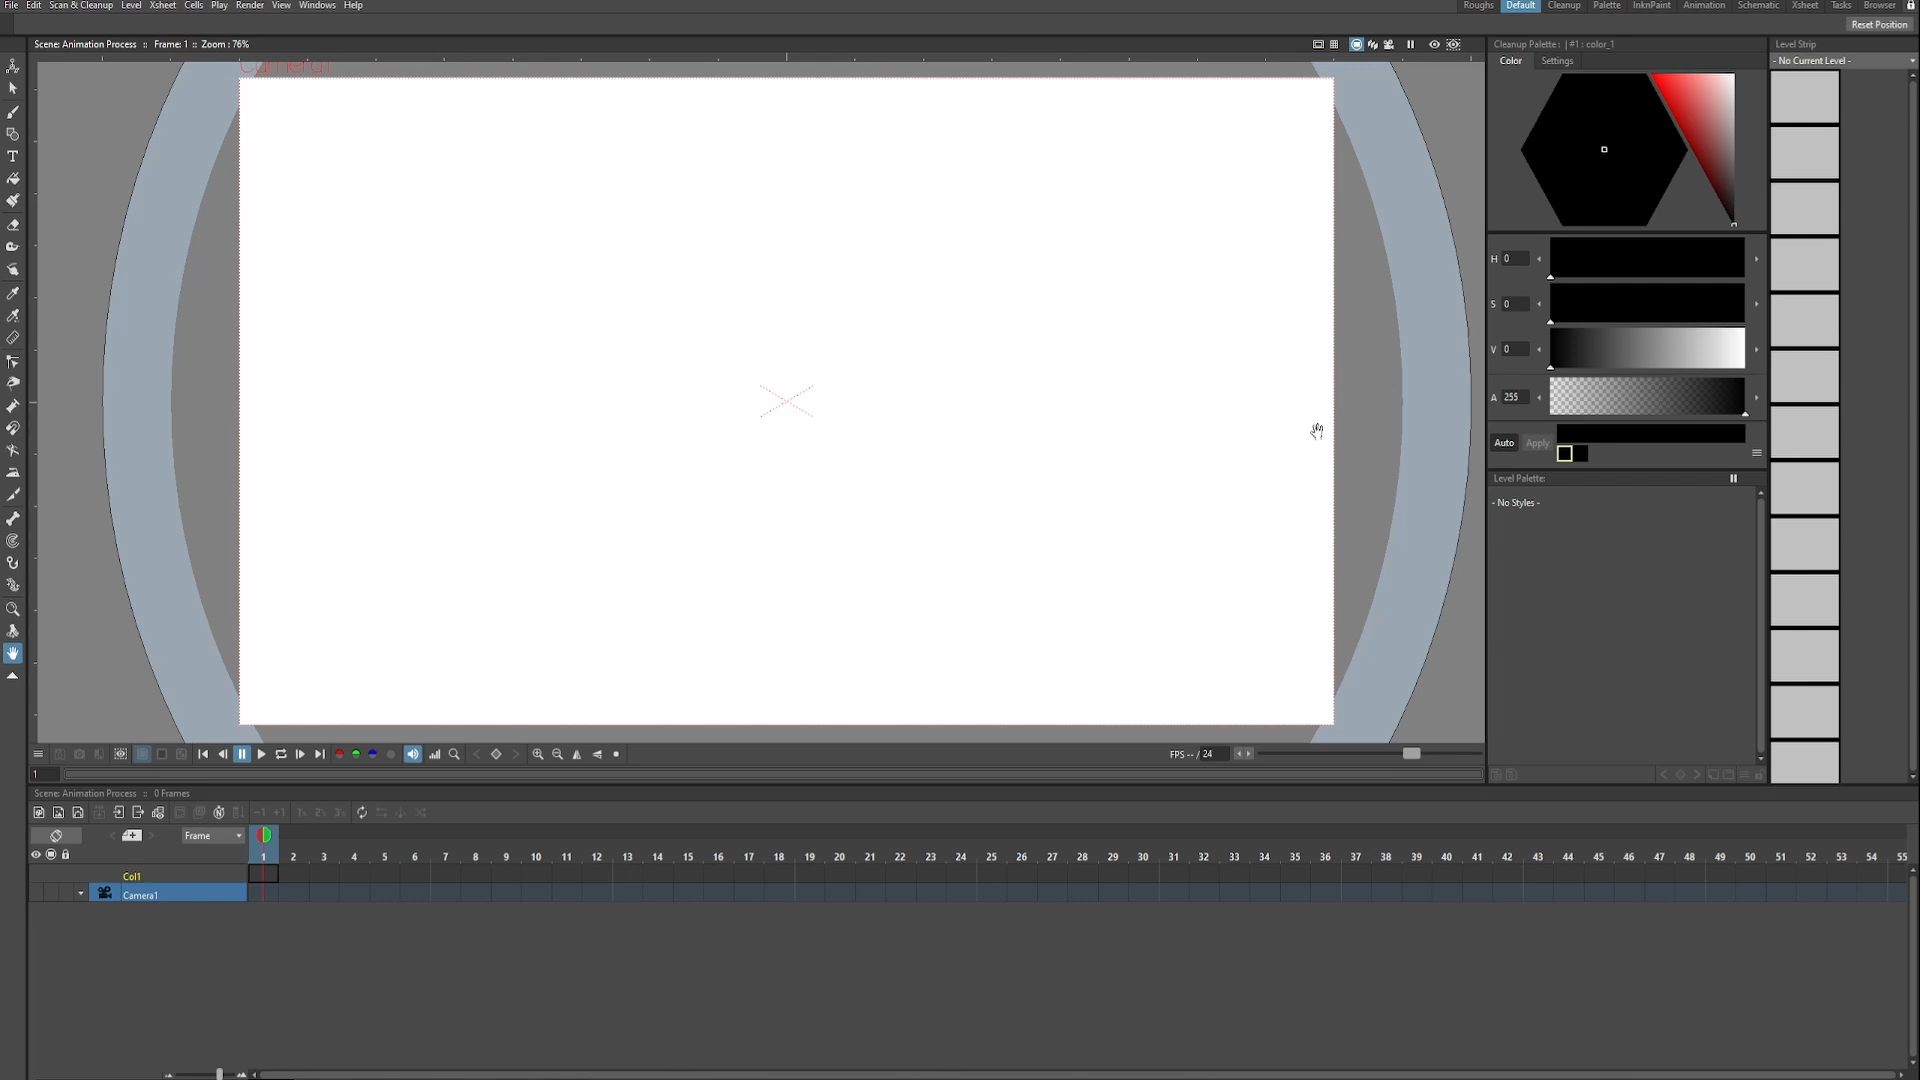 File Edit Scan & Cleanup Level Xsheet Cells Play Render View Windows Help Roughs Default Cleanup Palette InknPaint Animation Schematic Xsheet Tasks Browser
Reset Position
Scene: Animation Process :: Frame: 1 :: Zoom : 76% Cleanup Palette : | #1 : color_1 Level Strip
Color Settings - No Current Level -
Camera1
H 0
S 0
V 0
A 255
Auto Apply
Level Palette:
- No Styles -
FPS -- / 24
1
Scene: Animation Process :: 0 Frames
Frame
1 2 3 4 5 6 7 8 9 10 11 12 13 14 15 16 17 18 19 20 21 22 23 24 25 26 27 28 29 30 31 32 33 34 35 36 37 38 39 40 41 42 43 44 45 46 47 48 49 50 51 52 53 54 55
Col1
Camera1